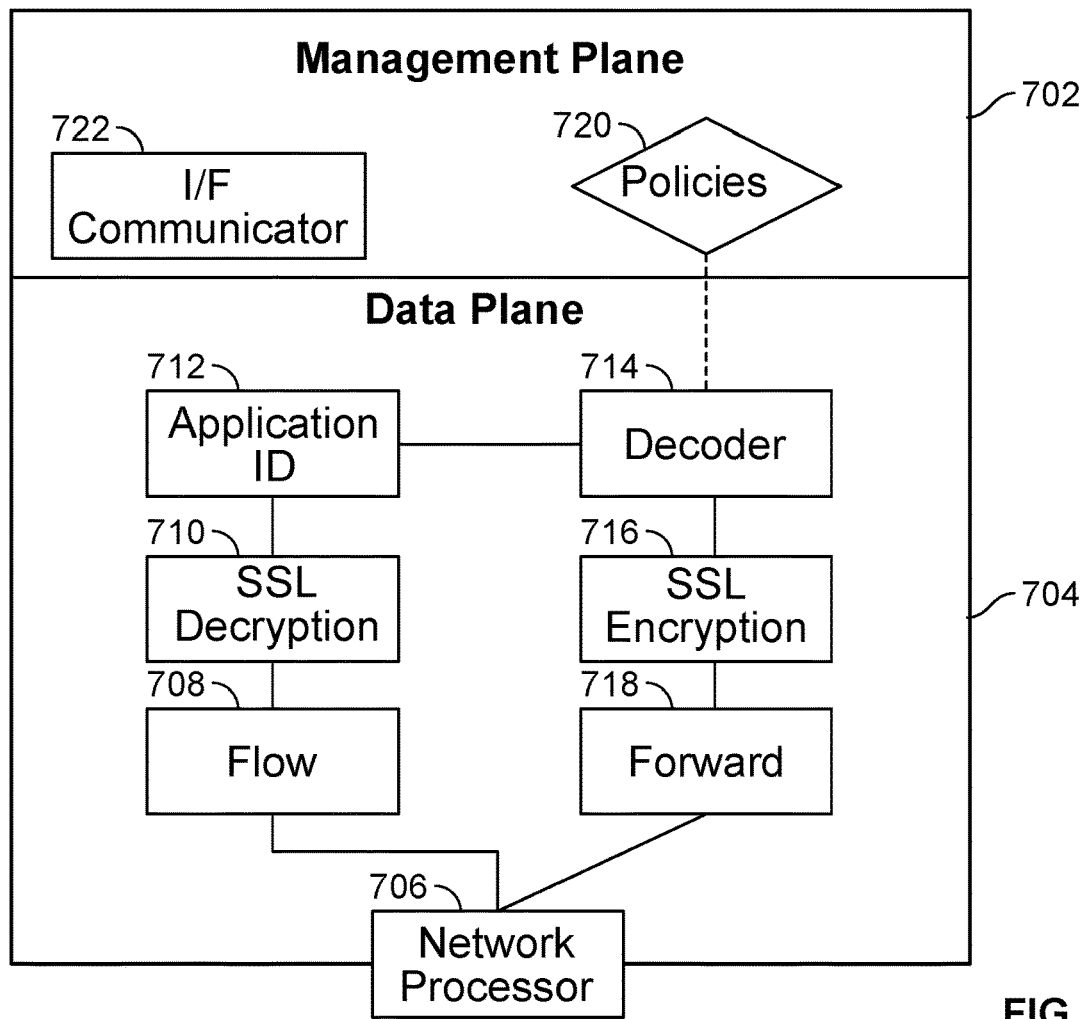 Management Plane
702
722
720
I/F
Communicator
Policies
Data Plane
712
714
Application
ID
Decoder
710
716
SSL
Decryption
SSL
Encryption
704
708
718
Flow
Forward
706
Network
Processor
FIG